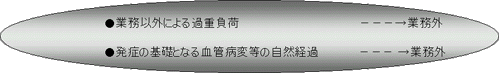 ●業務以外による過重負荷　－－－→業務外
●発症の基礎となる血管病変等の自然経過　－－－→業務外